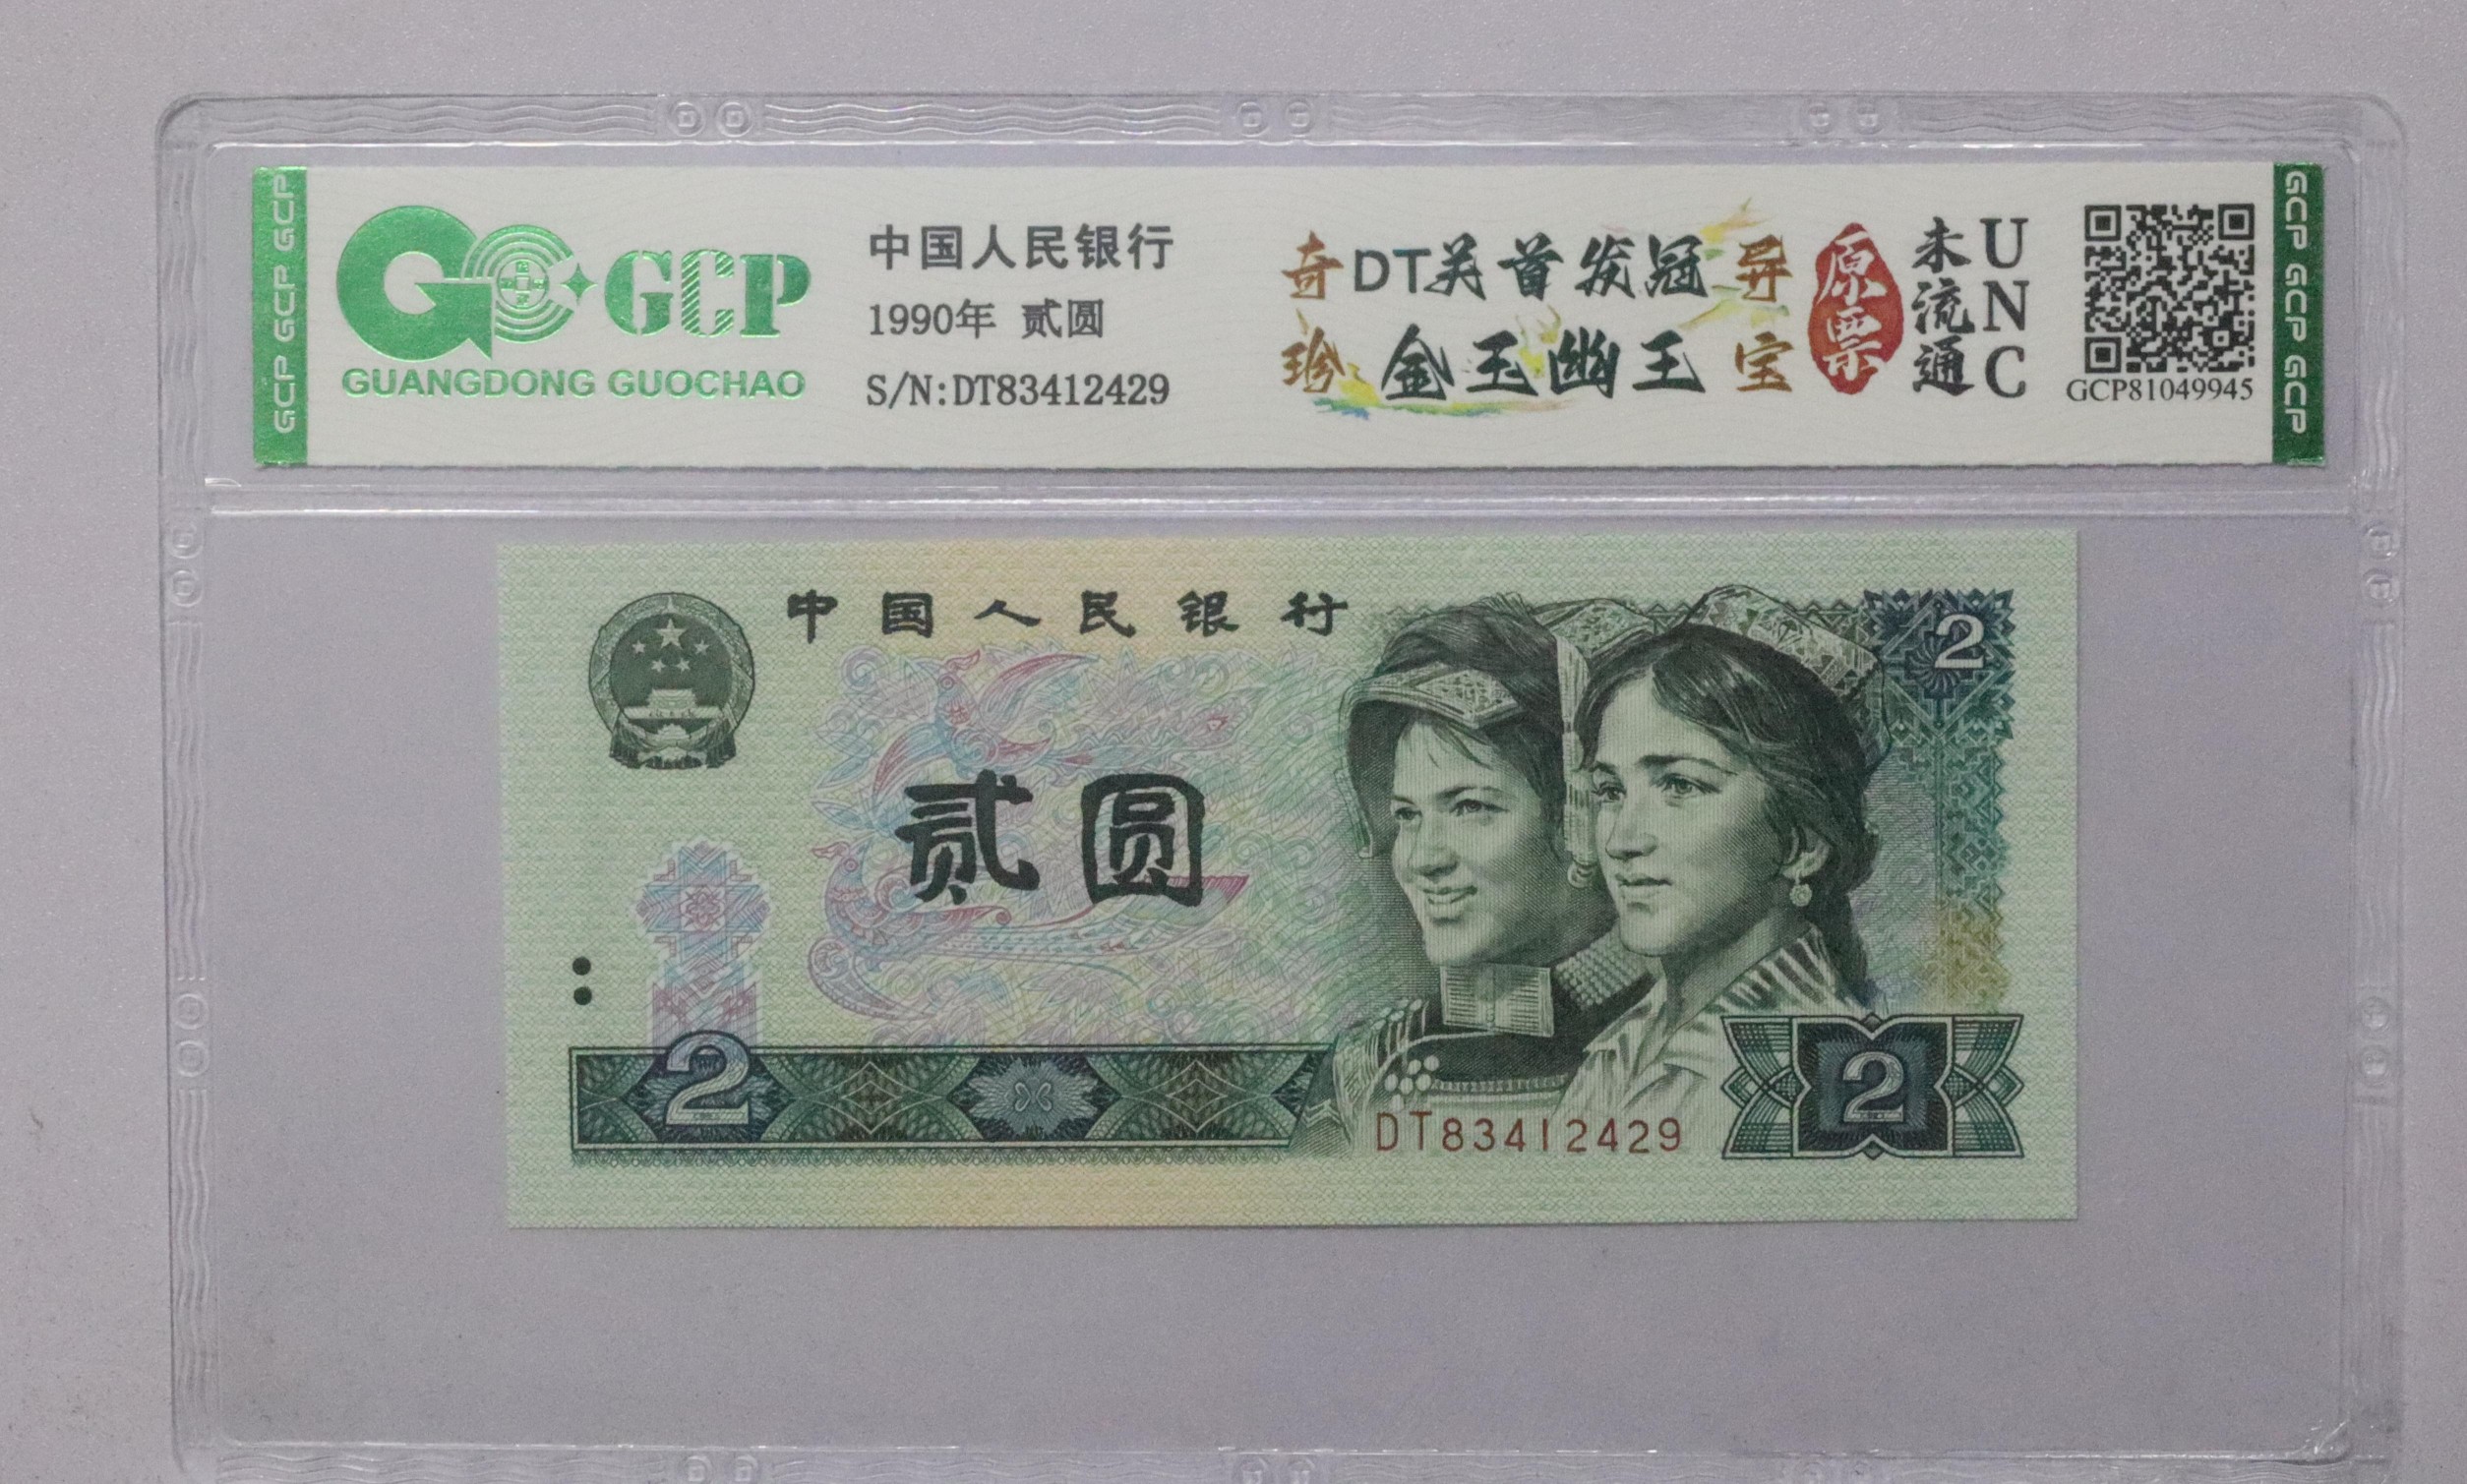 GCP GCP GCP
GCP
GUANGDONG GUOCHAO
中国人民银行
1990年 贰圆
S/N:DT83412429
奇珍
DT关首发冠
金玉幽王
异宝
原票
未流通
UNC
GCP81049945
GCP GCP GCP
中国人民银行
贰圆
2
2
2
DT83412429